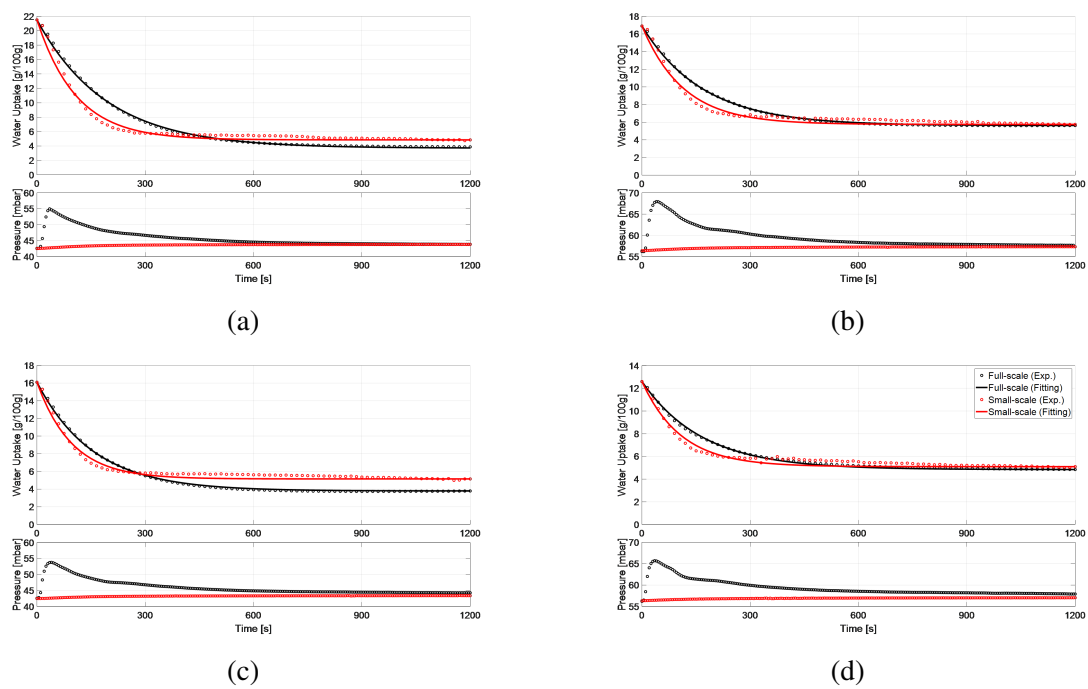 22
20
18
16
14
12
10
8
6
4
2
0
Water Uptake [g/100g]
0 300 600 900 1200
60
55
50
45
40
Pressure [mbar]
0 300 600 900 1200
Time [s]
(a)
18
16
14
12
10
8
6
4
2
0
Water Uptake [g/100g]
0 300 600 900 1200
70
65
60
55
Pressure [mbar]
0 300 600 900 1200
Time [s]
(b)
18
16
14
12
10
8
6
4
2
0
Water Uptake [g/100g]
0 300 600 900 1200
60
55
50
45
40
Pressure [mbar]
0 300 600 900 1200
Time [s]
(c)
14
12
10
8
6
4
2
0
Water Uptake [g/100g]
Full-scale (Exp.)
Full-scale (Fitting)
Small-scale (Exp.)
Small-scale (Fitting)
0 300 600 900 1200
70
65
60
55
Pressure [mbar]
0 300 600 900 1200
Time [s]
(d)